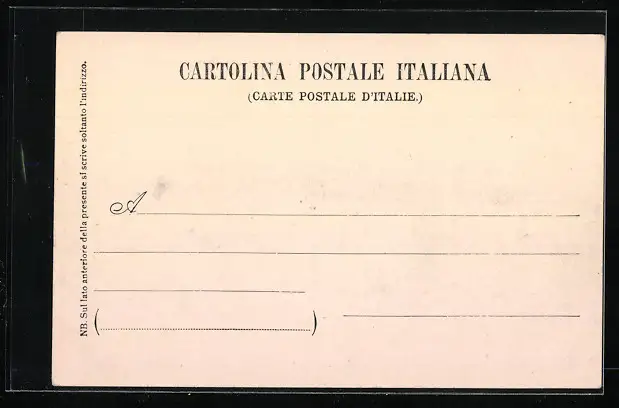 CARTOLINA POSTALE ITALIANA
(CARTE POSTALE D'ITALIE.)
NB. Sul lato anteriore della presente si scrive soltanto l'indirizzo.
A
( )